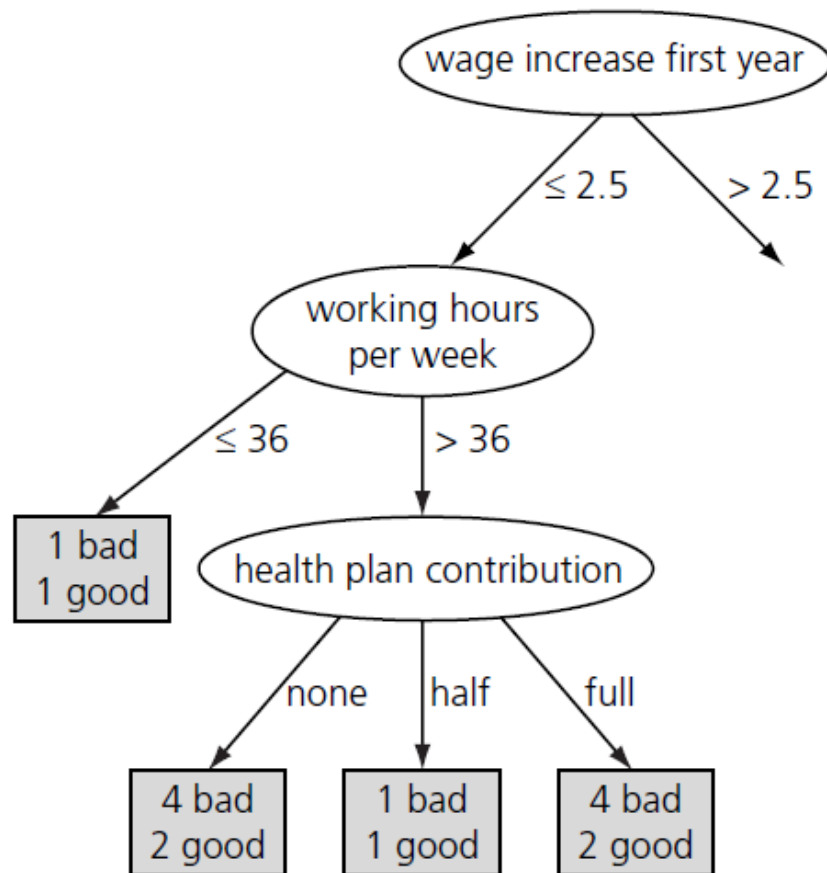 wage increase first year
≤ 2.5
> 2.5
working hours
per week
≤ 36
> 36
1 bad
1 good
health plan contribution
none
half
full
4 bad
2 good
1 bad
1 good
4 bad
2 good